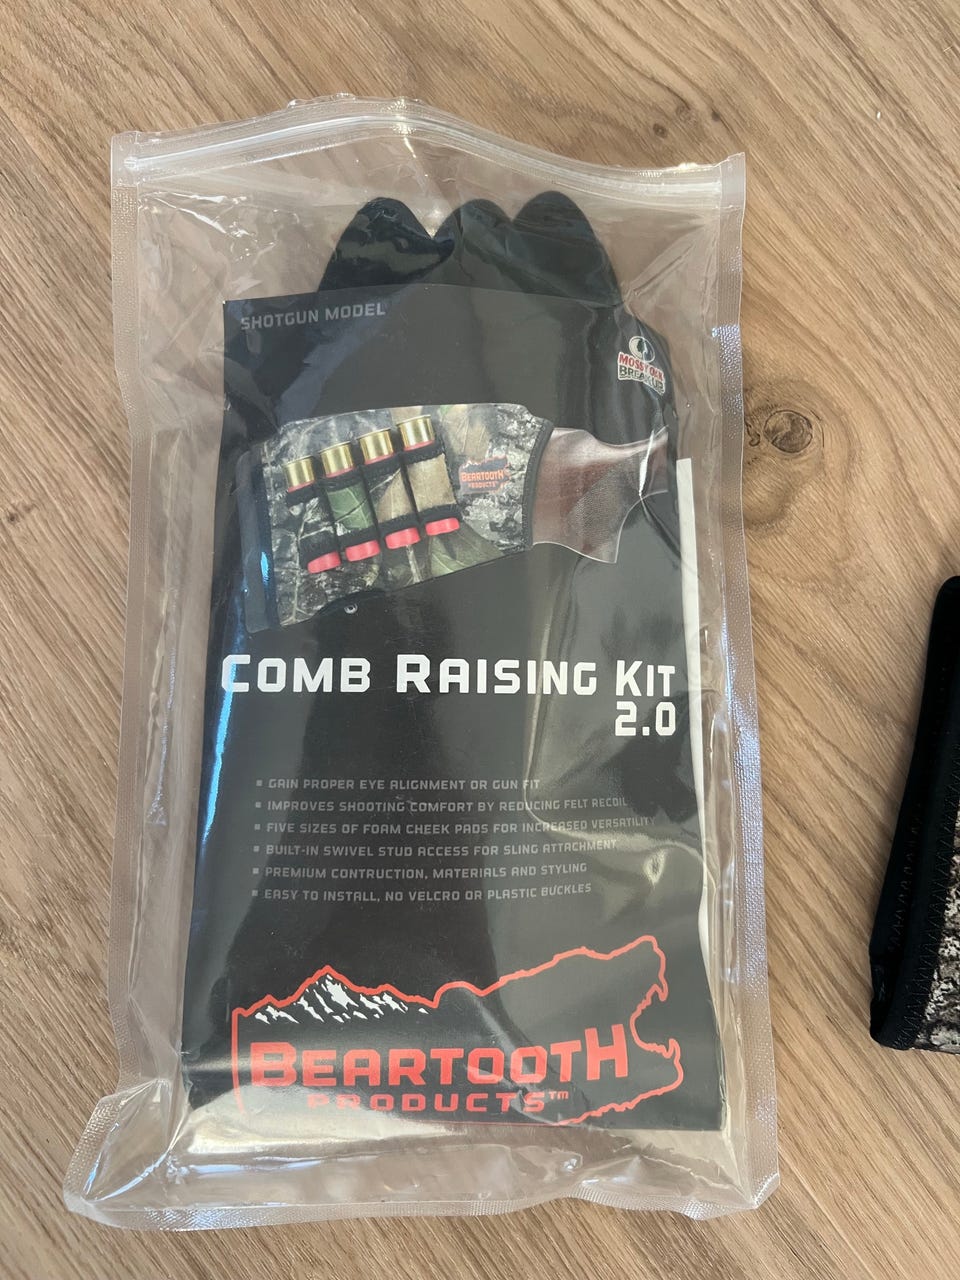 SHOTGUN MODEL
MOSSY OAK
BREAK-UP
BEARTOOTH
PRODUCTS
COMB RAISING KIT
2.0
▪ GAIN PROPER EYE ALIGNMENT OR GUN FIT
▪ IMPROVES SHOOTING COMFORT BY REDUCING FELT RECOIL
▪ FIVE SIZES OF FOAM CHEEK PADS FOR INCREASED VERSATILITY
▪ BUILT-IN SWIVEL STUD ACCESS FOR SLING ATTACHMENT
▪ PREMIUM CONTRUCTION, MATERIALS AND STYLING
▪ EASY TO INSTALL, NO VELCRO OR PLASTIC BUCKLES
BEARTOOTH
PRODUCTS™